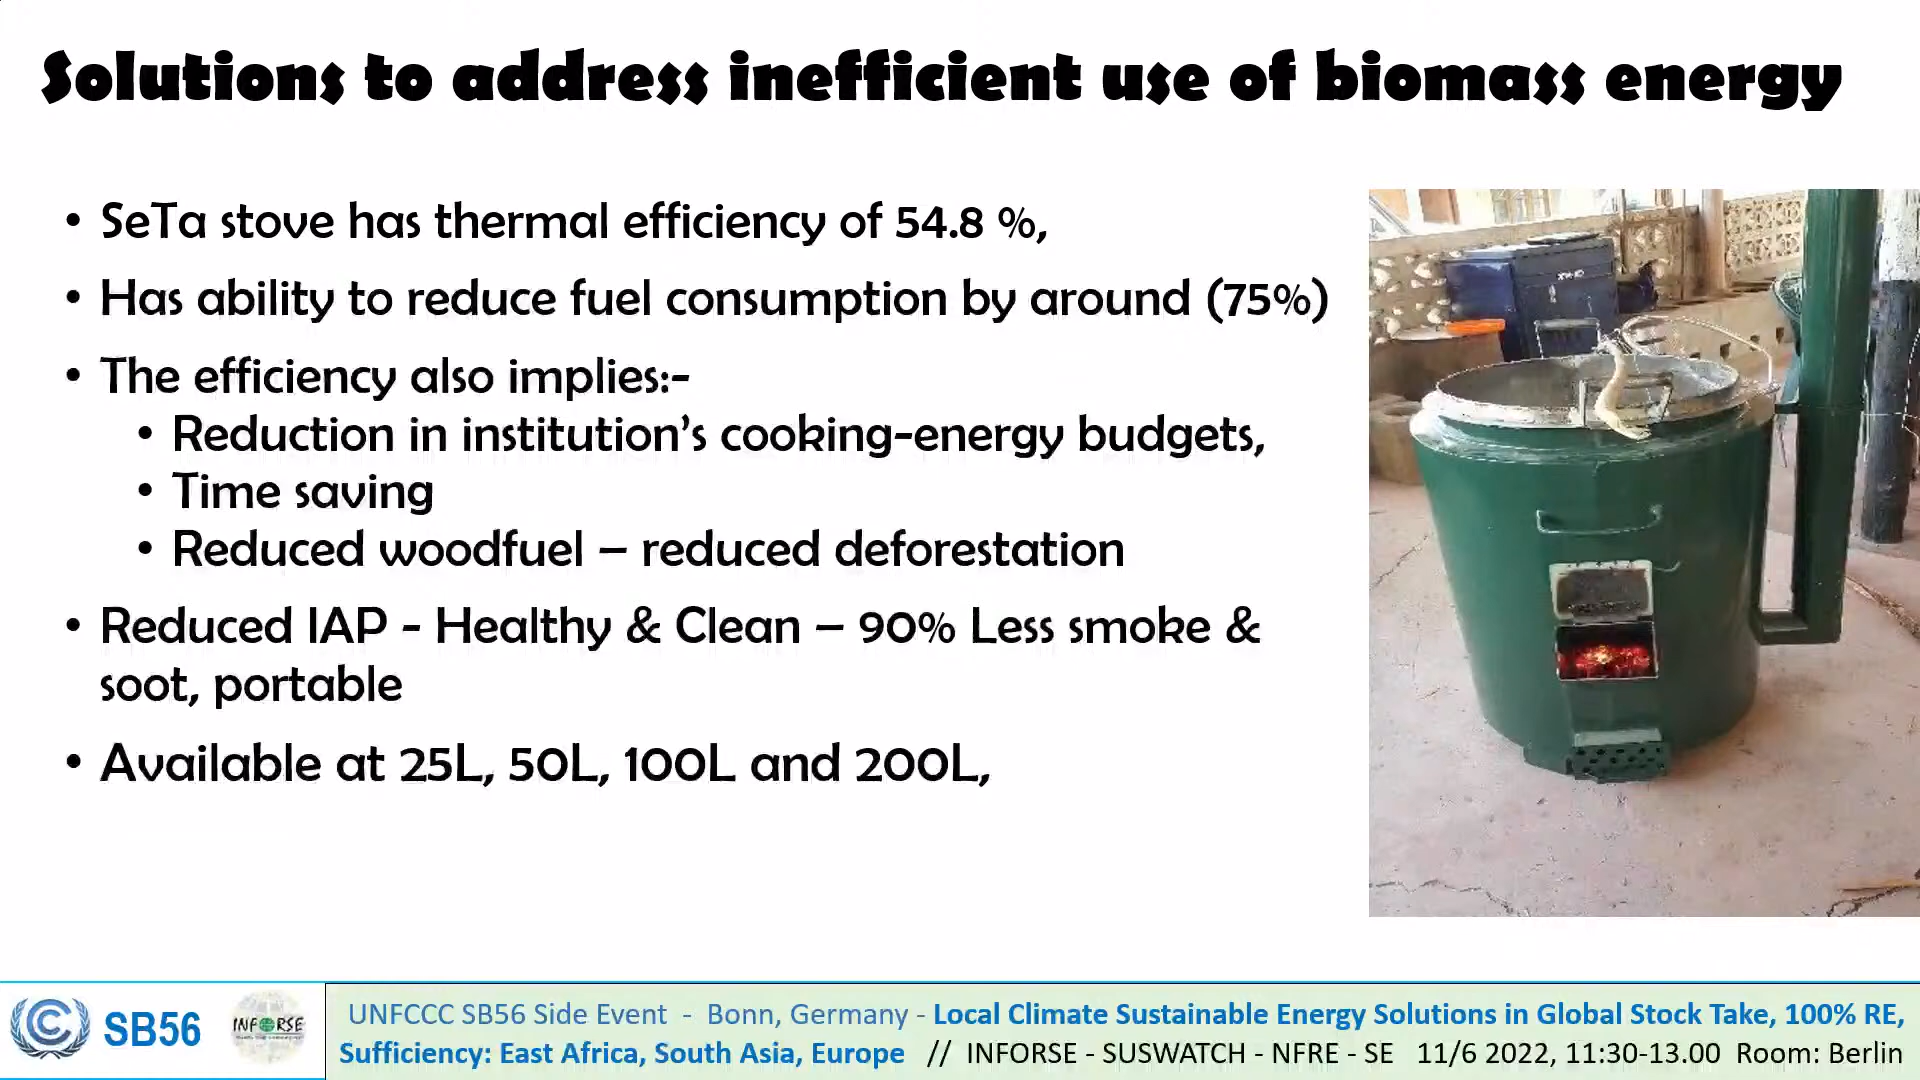 Solutions to address inefficient use of biomass energy
• SeTa stove has thermal efficiency of 54.8 %,
• Has ability to reduce fuel consumption by around (75%)
• The efficiency also implies:-
• Reduction in institution’s cooking-energy budgets,
• Time saving
• Reduced woodfuel – reduced deforestation
• Reduced IAP - Healthy & Clean – 90% Less smoke &
soot, portable
• Available at 25L, 50L, 100L and 200L,
SB56
INFORSE
UNFCCC SB56 Side Event - Bonn, Germany - Local Climate Sustainable Energy Solutions in Global Stock Take, 100% RE,
Sufficiency: East Africa, South Asia, Europe // INFORSE - SUSWATCH - NFRE - SE 11/6 2022, 11:30-13.00 Room: Berlin